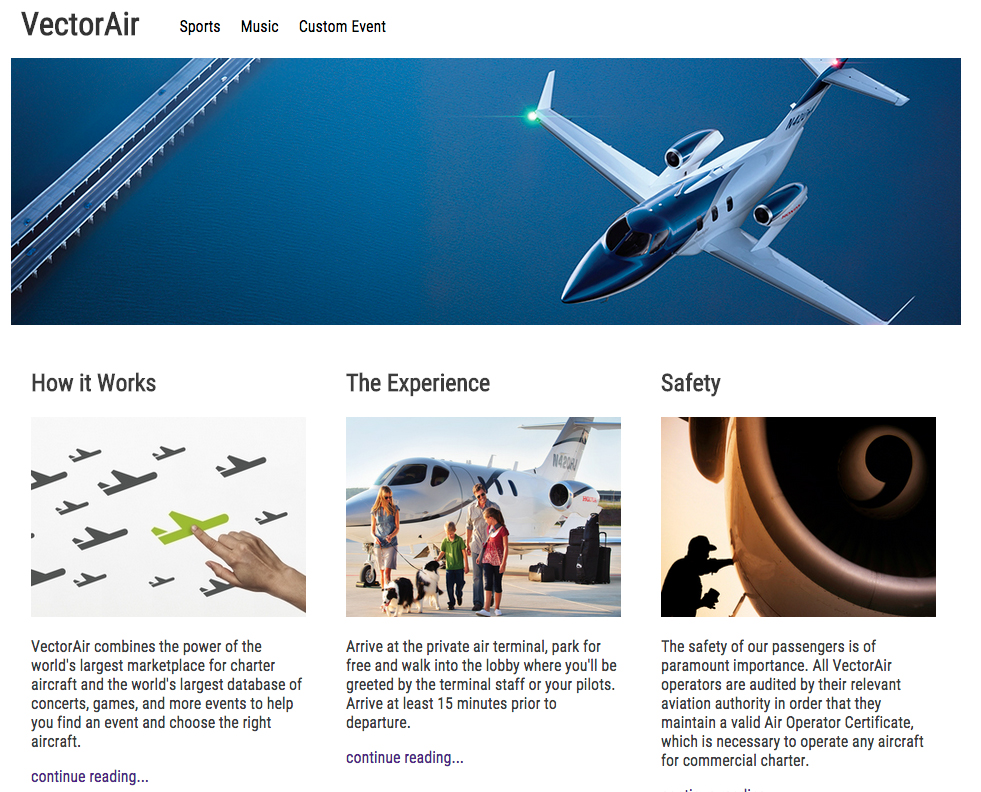 VectorAir
Sports Music Custom Event
How it Works
VectorAir combines the power of the
world's largest marketplace for charter
aircraft and the world's largest database of
concerts, games, and more events to help
you find an event and choose the right
aircraft.
continue reading...
The Experience
N420HJ
Arrive at the private air terminal, park for
free and walk into the lobby where you'll be
greeted by the terminal staff or your pilots.
Arrive at least 15 minutes prior to
departure.
continue reading...
Safety
The safety of our passengers is of
paramount importance. All VectorAir
operators are audited by their relevant
aviation authority in order that they
maintain a valid Air Operator Certificate,
which is necessary to operate any aircraft
for commercial charter.